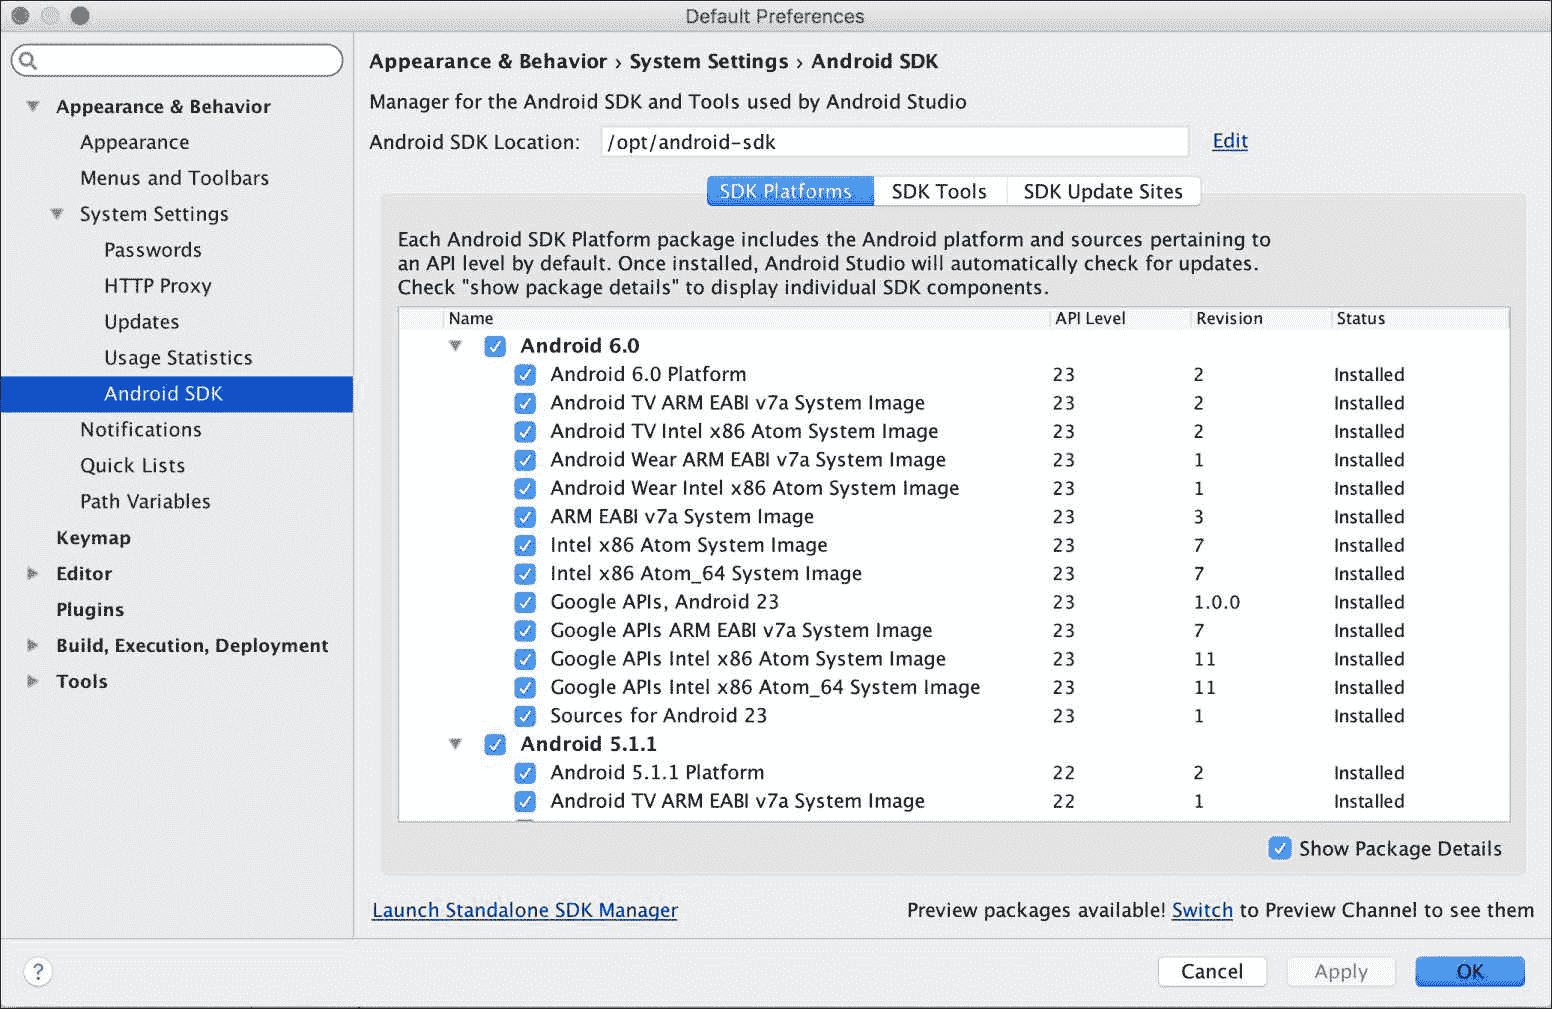 Default Preferences
Appearance & Behavior
Appearance
Menus and Toolbars
System Settings
Passwords
HTTP Proxy
Updates
Usage Statistics
Android SDK
Notifications
Quick Lists
Path Variables
Keymap
Editor
Plugins
Build, Execution, Deployment
Tools
Appearance & Behavior › System Settings › Android SDK
Manager for the Android SDK and Tools used by Android Studio
Android SDK Location: /opt/android-sdk Edit
SDK Platforms SDK Tools SDK Update Sites
Each Android SDK Platform package includes the Android platform and sources pertaining to
an API level by default. Once installed, Android Studio will automatically check for updates.
Check "show package details" to display individual SDK components.
Name API Level Revision Status
Android 6.0
Android 6.0 Platform 23 2 Installed
Android TV ARM EABI v7a System Image 23 2 Installed
Android TV Intel x86 Atom System Image 23 2 Installed
Android Wear ARM EABI v7a System Image 23 1 Installed
Android Wear Intel x86 Atom System Image 23 1 Installed
ARM EABI v7a System Image 23 3 Installed
Intel x86 Atom System Image 23 7 Installed
Intel x86 Atom_64 System Image 23 7 Installed
Google APIs, Android 23 23 1.0.0 Installed
Google APIs ARM EABI v7a System Image 23 7 Installed
Google APIs Intel x86 Atom System Image 23 11 Installed
Google APIs Intel x86 Atom_64 System Image 23 11 Installed
Sources for Android 23 23 1 Installed
Android 5.1.1
Android 5.1.1 Platform 22 2 Installed
Android TV ARM EABI v7a System Image 22 1 Installed
Show Package Details
Launch Standalone SDK Manager
Preview packages available! Switch to Preview Channel to see them
?
Cancel Apply OK